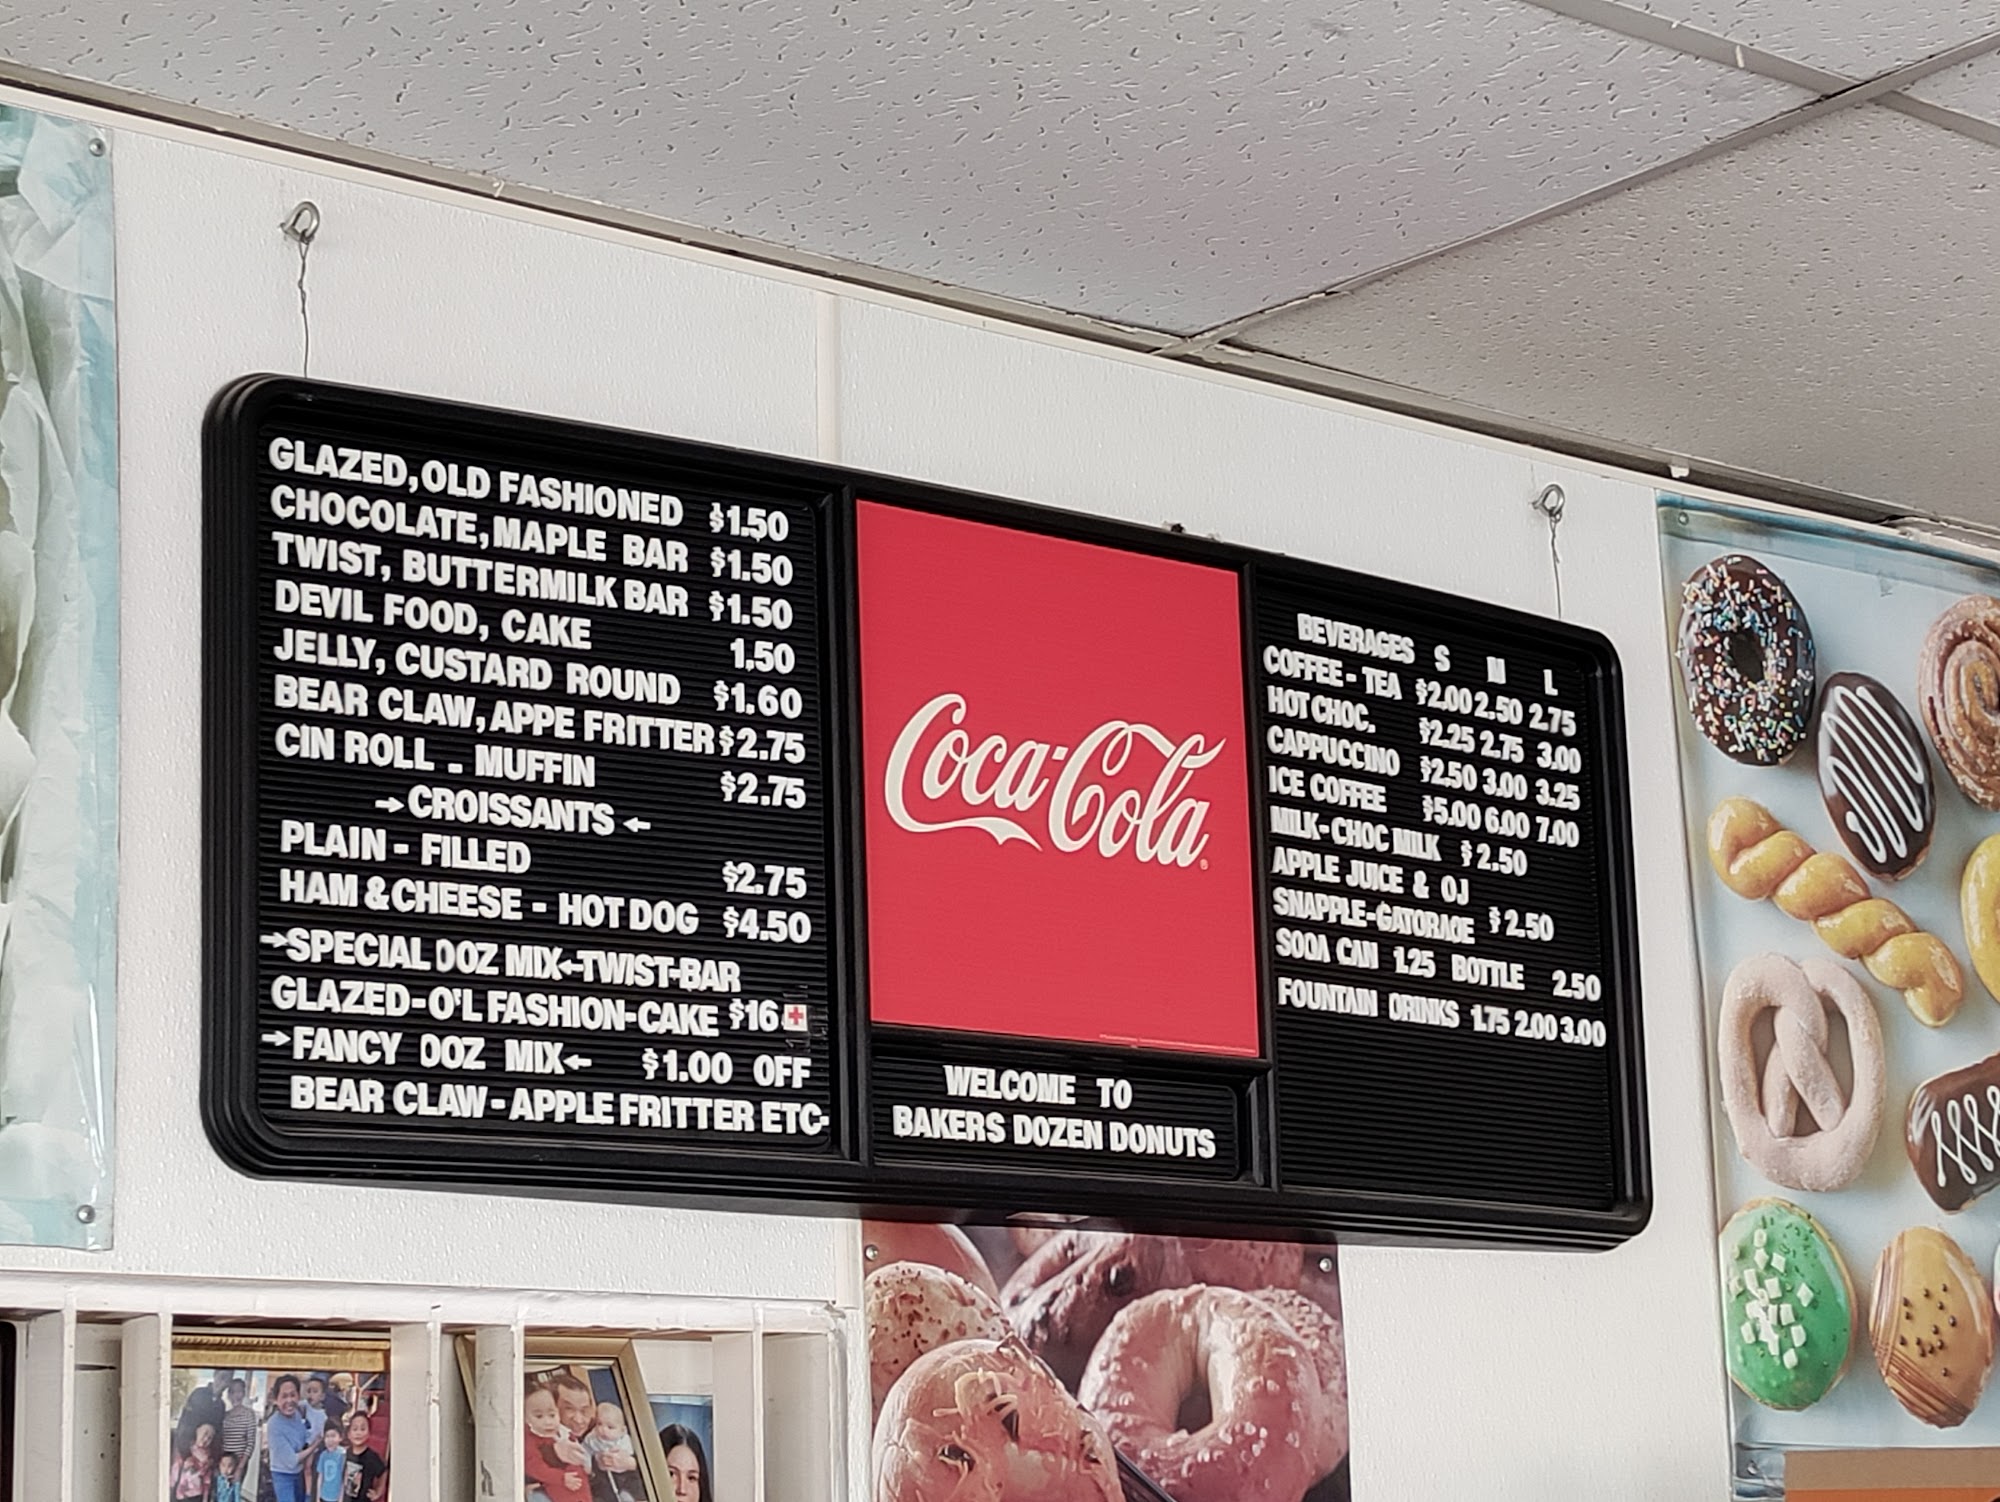 GLAZED, OLD FASHIONED $1.50
CHOCOLATE, MAPLE BAR $1.50
TWIST, BUTTERMILK BAR $1.50
DEVIL FOOD, CAKE 1.50
JELLY, CUSTARD ROUND $1.60
BEAR CLAW, APPE FRITTER $2.75
CIN ROLL - MUFFIN $2.75
→CROISSANTS←
PLAIN - FILLED $2.75
HAM & CHEESE - HOT DOG $4.50
→SPECIAL DOZ MIX←TWIST-BAR
GLAZED-O'L FASHION-CAKE $16
→FANCY DOZ MIX← $1.00 OFF
BEAR CLAW-APPLE FRITTER ETC-
Coca-Cola®
WELCOME TO
BAKERS DOZEN DONUTS
BEVERAGES S M L
COFFEE - TEA $2.00 2.50 2.75
HOT CHOC. $2.25 2.75 3.00
CAPPUCCINO $2.50 3.00 3.25
ICE COFFEE $5.00 6.00 7.00
MILK-CHOC MILK $2.50
APPLE JUICE & OJ
SNAPPLE-GATORADE $2.50
SODA CAN 1.25 BOTTLE 2.50
FOUNTAIN DRINKS 1.75 2.00 3.00